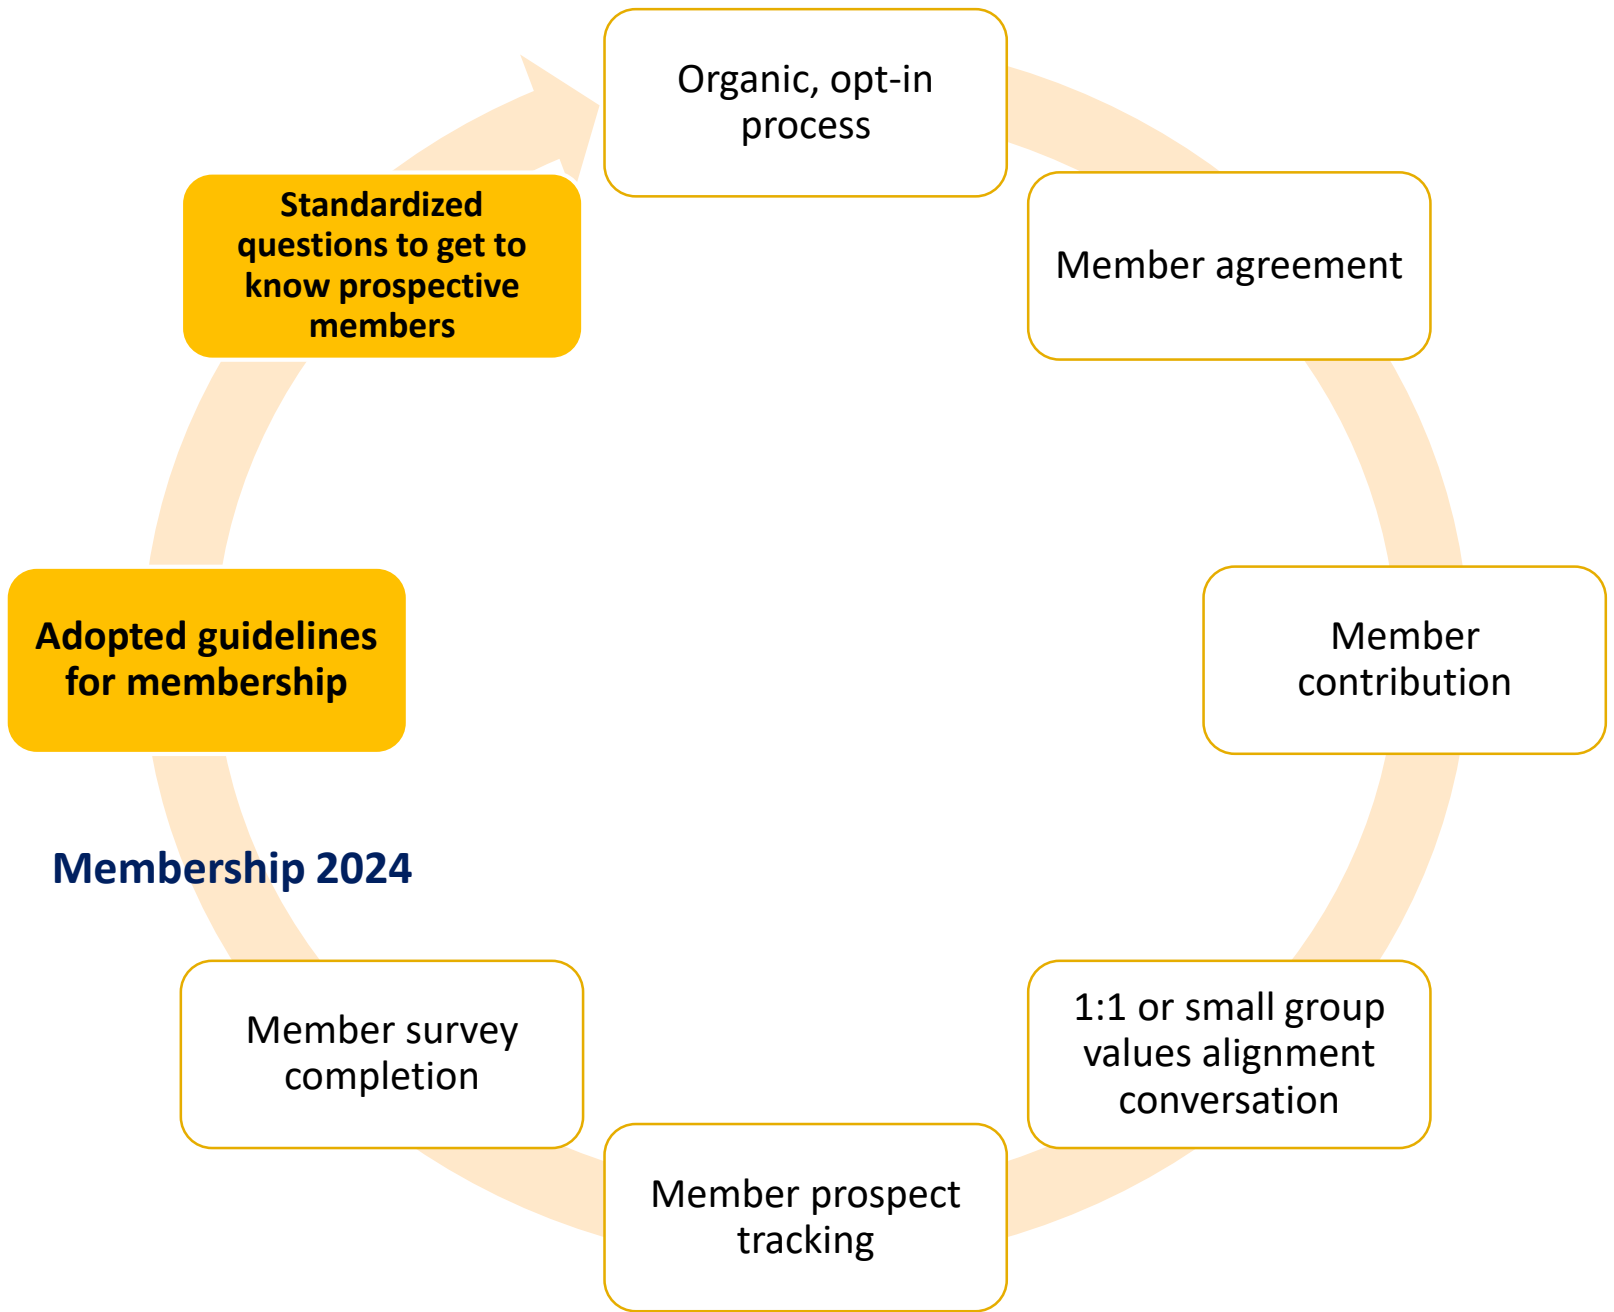 Organic, opt-in
process
Member agreement
Member
contribution
1:1 or small group
values alignment
conversation
Member prospect
tracking
Member survey
completion
Membership 2024
Adopted guidelines
for membership
Standardized
questions to get to
know prospective
members